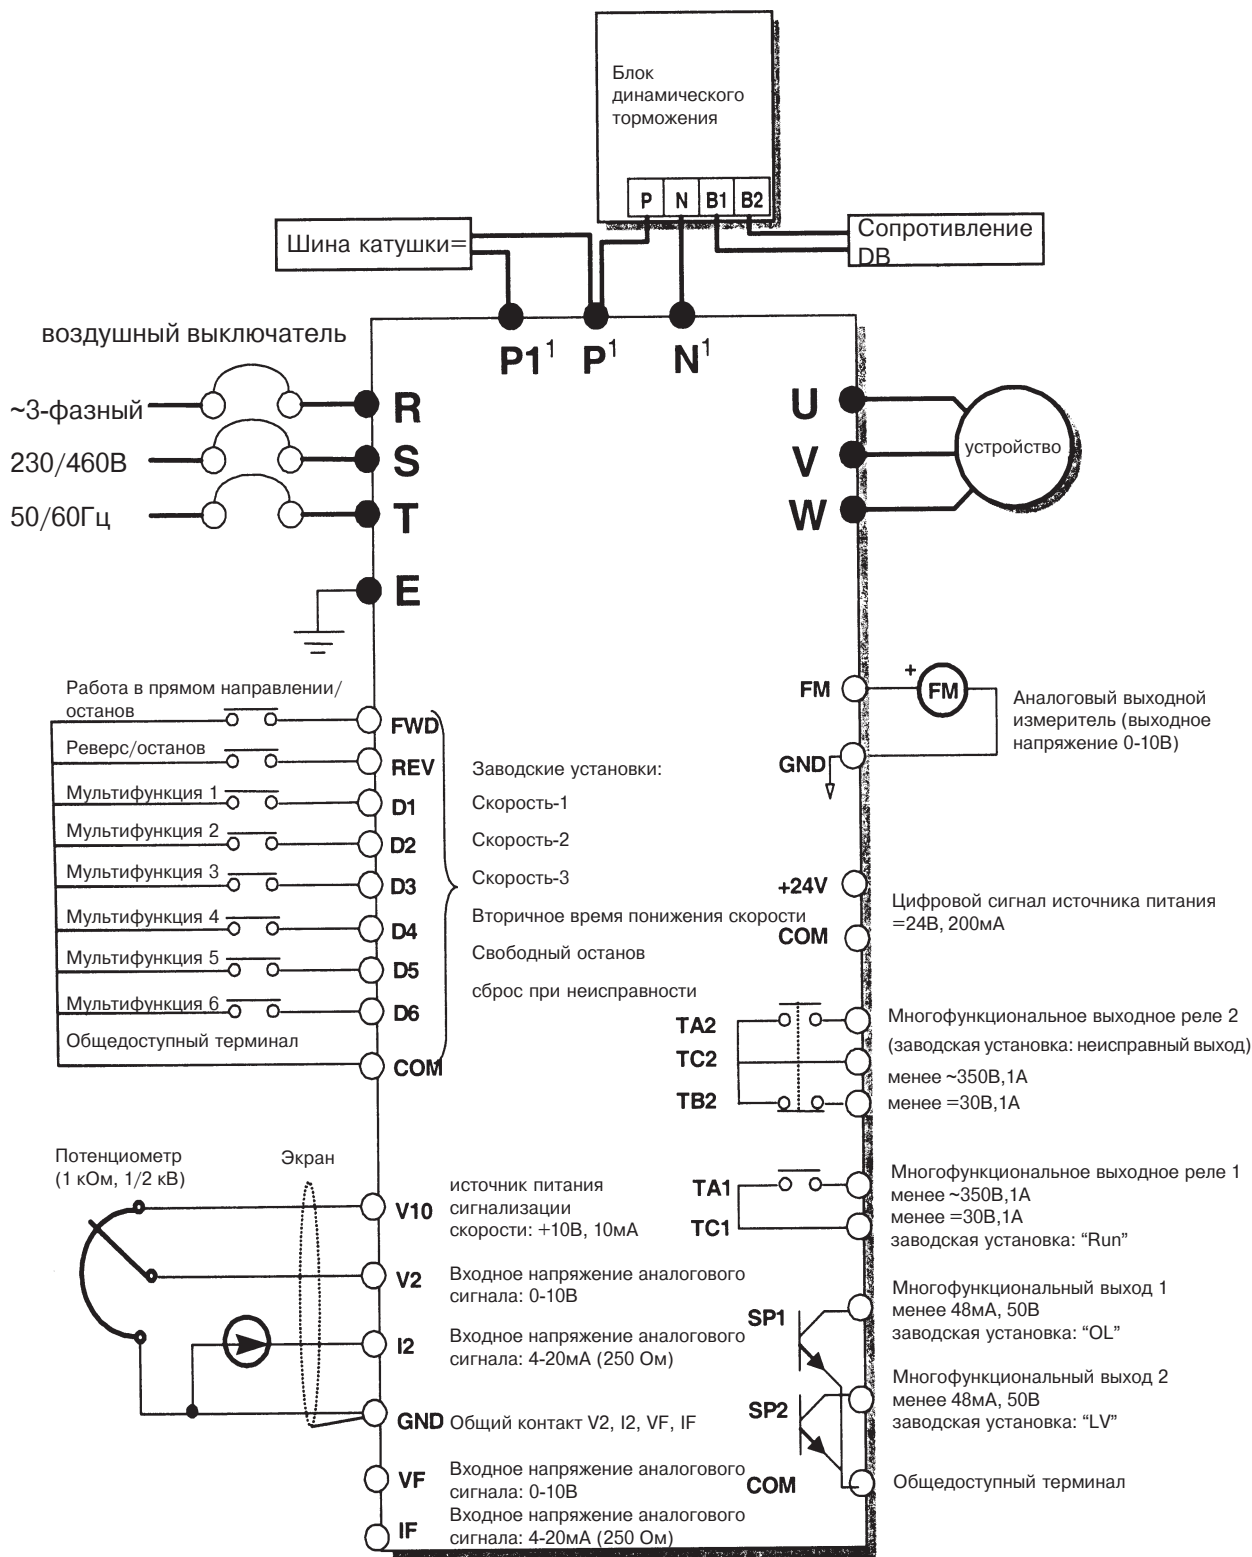 Блок
динамического
торможения
P N B1 B2
Шина катушки=
Сопротивление
DB
воздушный выключатель
P1¹ P¹ N¹
~3-фазный
R
230/460В
S
50/60Гц
T
E
U
V
W
устройство
Работа в прямом направлении/
останов
FWD
Реверс/останов
REV
Мультифункция 1
D1
Мультифункция 2
D2
Мультифункция 3
D3
Мультифункция 4
D4
Мультифункция 5
D5
Мультифункция 6
D6
Общедоступный терминал
COM
Заводские установки:
Скорость-1
Скорость-2
Скорость-3
Вторичное время понижения скорости
Свободный останов
сброс при неисправности
FM
+
FM
GND
Аналоговый выходной
измеритель (выходное
напряжение 0-10В)
+24V
COM
Цифровой сигнал источника питания
=24В, 200мА
TA2
TC2
TB2
Многофункциональное выходное реле 2
(заводская установка: неисправный выход)
менее ~350В,1А
менее =30В,1А
TA1
TC1
Многофункциональное выходное реле 1
менее ~350В,1А
менее =30В,1А
заводская установка: “Run”
SP1
Многофункциональный выход 1
менее 48мА, 50В
заводская установка: “OL”
SP2
Многофункциональный выход 2
менее 48мА, 50В
заводская установка: “LV”
COM
Общедоступный терминал
Потенциометр
(1 кОм, 1/2 кВ)
Экран
V10
источник питания
сигнализации
скорости: +10В, 10мА
V2
Входное напряжение аналогового
сигнала: 0-10В
I2
Входное напряжение аналогового
сигнала: 4-20мА (250 Ом)
GND
Общий контакт V2, I2, VF, IF
VF
Входное напряжение аналогового
сигнала: 0-10В
IF
Входное напряжение аналогового
сигнала: 4-20мА (250 Ом)